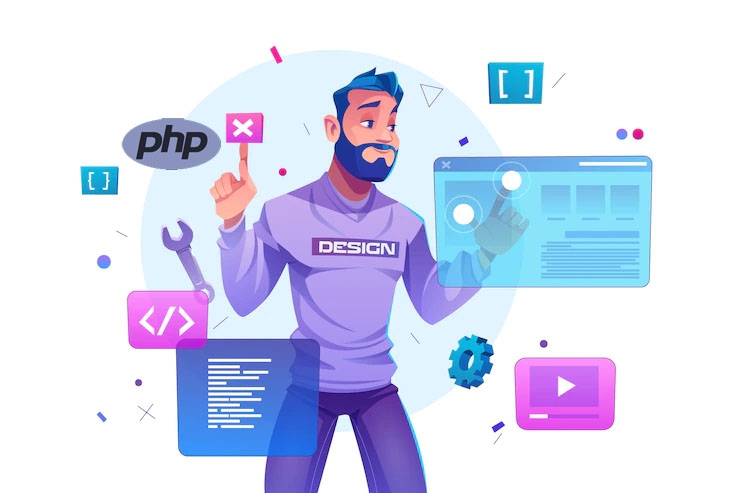 [ ]
php
{ }
DESIGN
</>